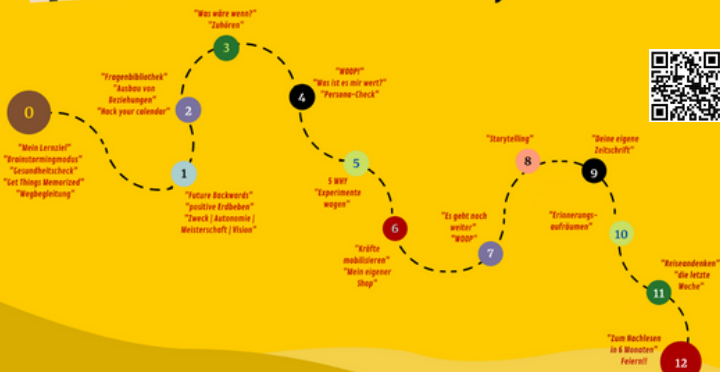 0
"Mein Lernziel"
"Brainstormingmodus"
"Gesundheitscheck"
"Get Things Memorized"
"Wegbegleitung"
1
"Future Backwards"
"positive Erdbeben"
"Zweck | Autonomie |
Meisterschaft | Vision"
"Fragenbibliothek"
"Ausbau von
Beziehungen"
"Hack your calendar"
2
"Was wäre wenn?"
"Zuhören"
3
"WOOP!"
"Was ist es mir wert?"
"Persona-Check"
4
5
5 WHY
"Experimente
wagen"
6
"Kräfte
mobilisieren"
"Mein eigener
Shop"
"Es geht noch
weiter"
"WOOP"
7
"Storytelling"
8
"Deine eigene
Zeitschrift"
9
"Erinnerungs-
aufräumen"
10
"Reiseandenken"
"die letzte
Woche"
11
"Zum Nachlesen
in 6 Monaten"
Feiern!!
12